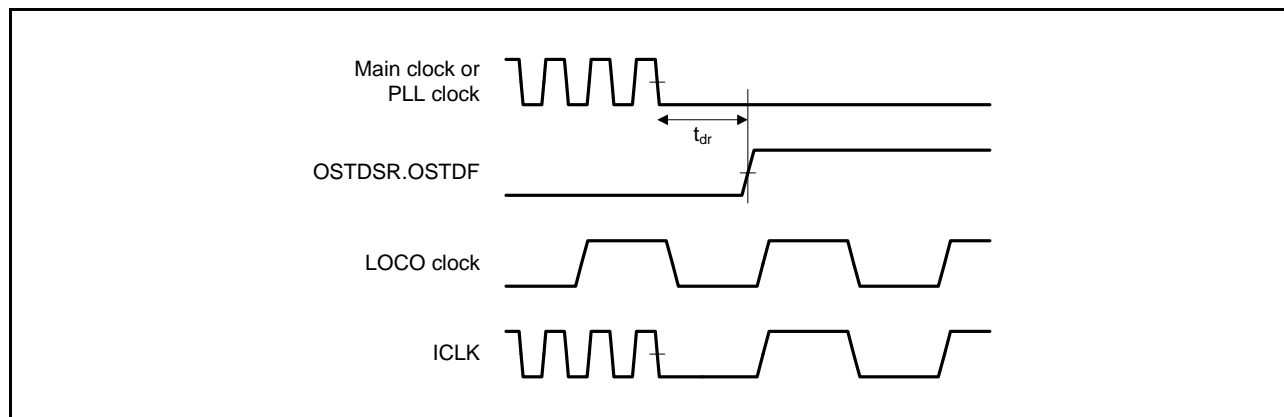 Main clock or
PLL clock
tdr
OSTDSR.OSTDF
LOCO clock
ICLK